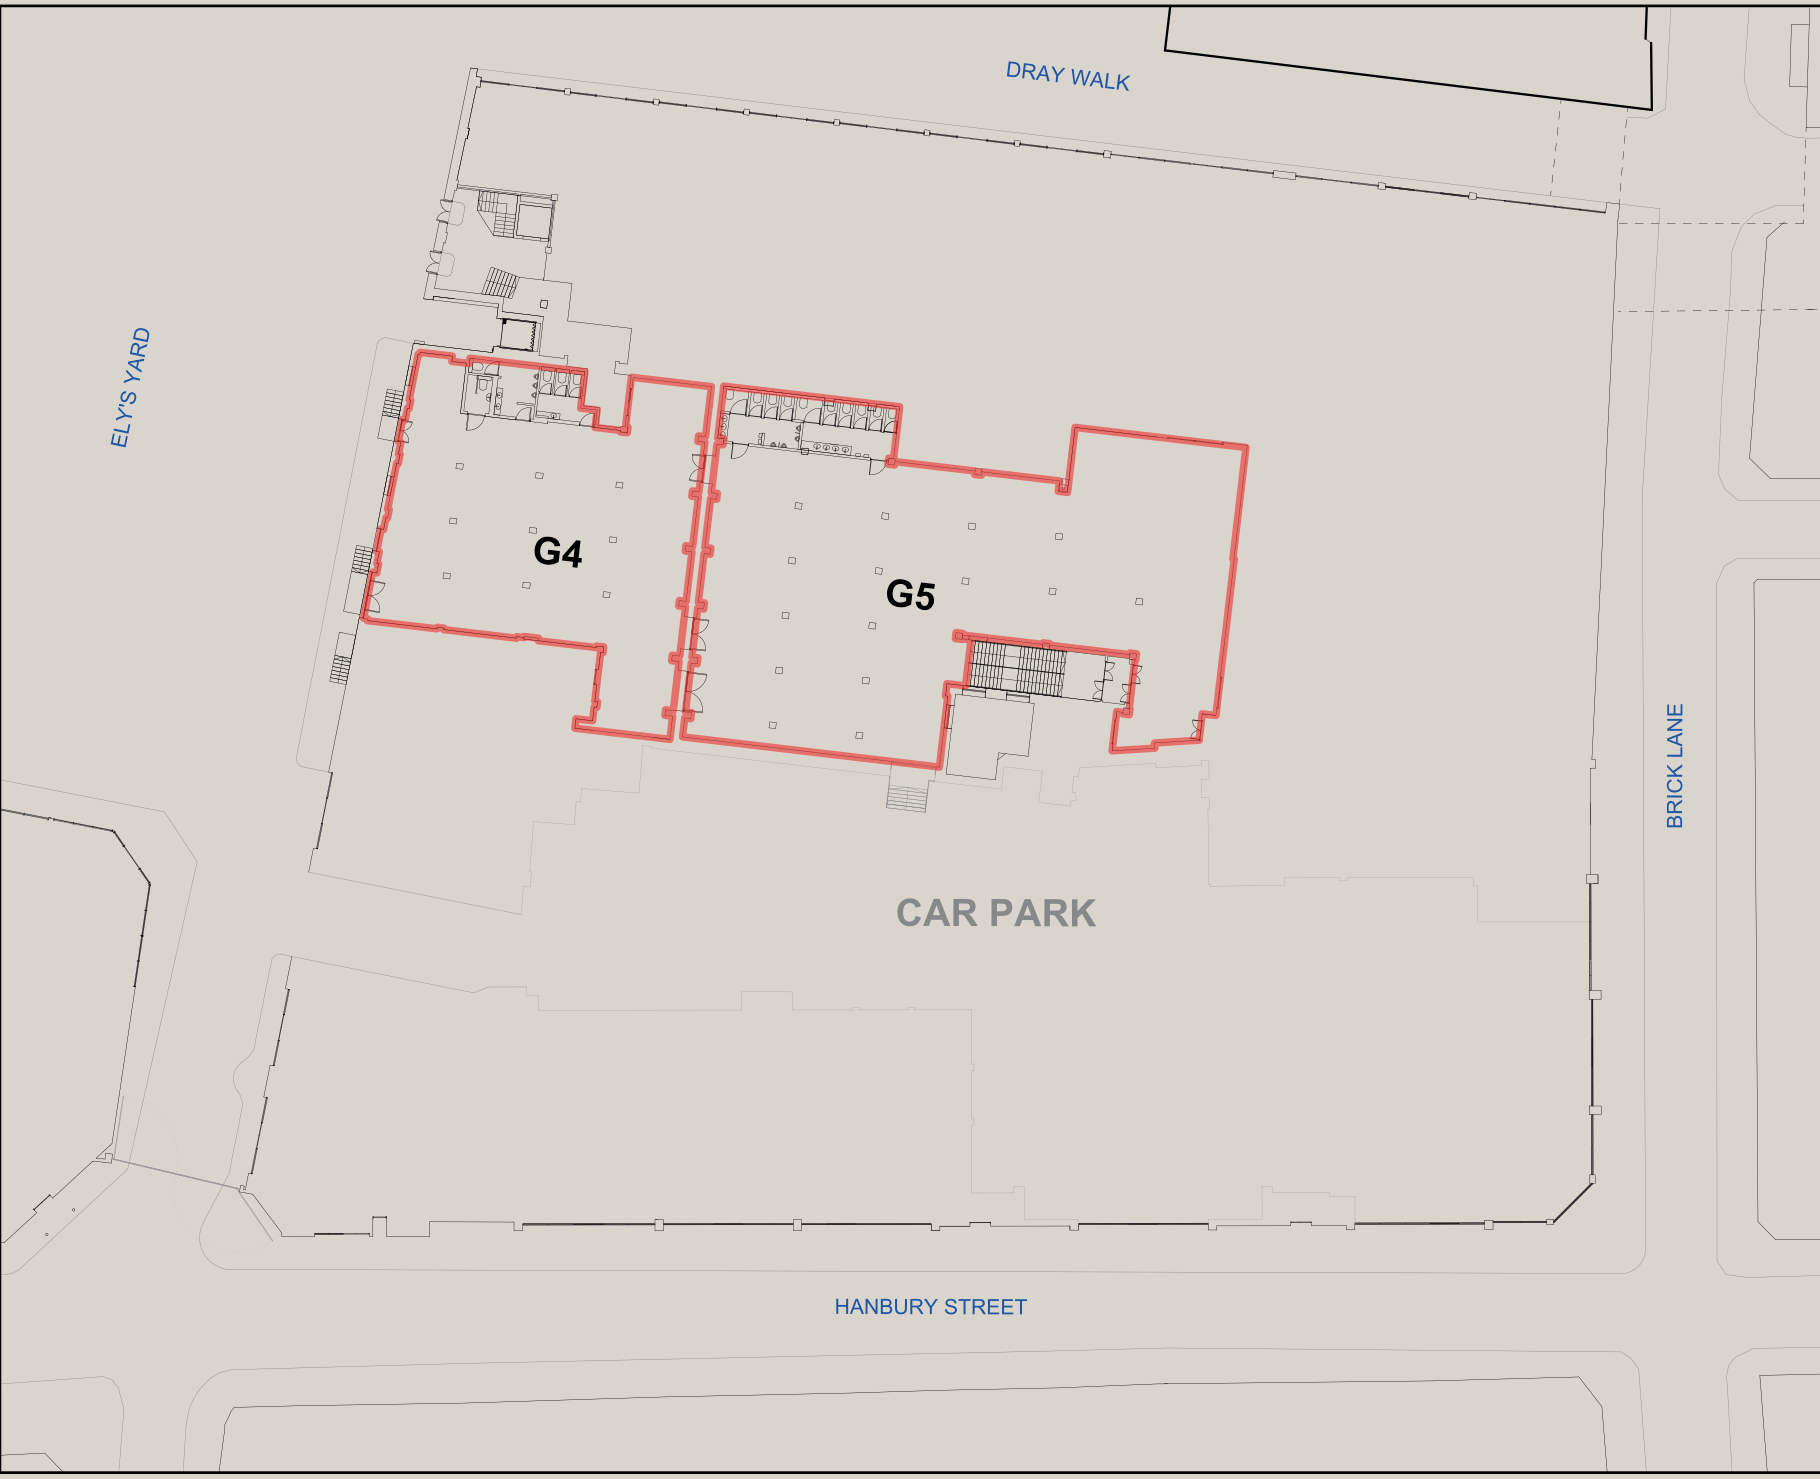 DRAY WALK
ELY'S YARD
G4
G5
BRICK LANE
CAR PARK
HANBURY STREET